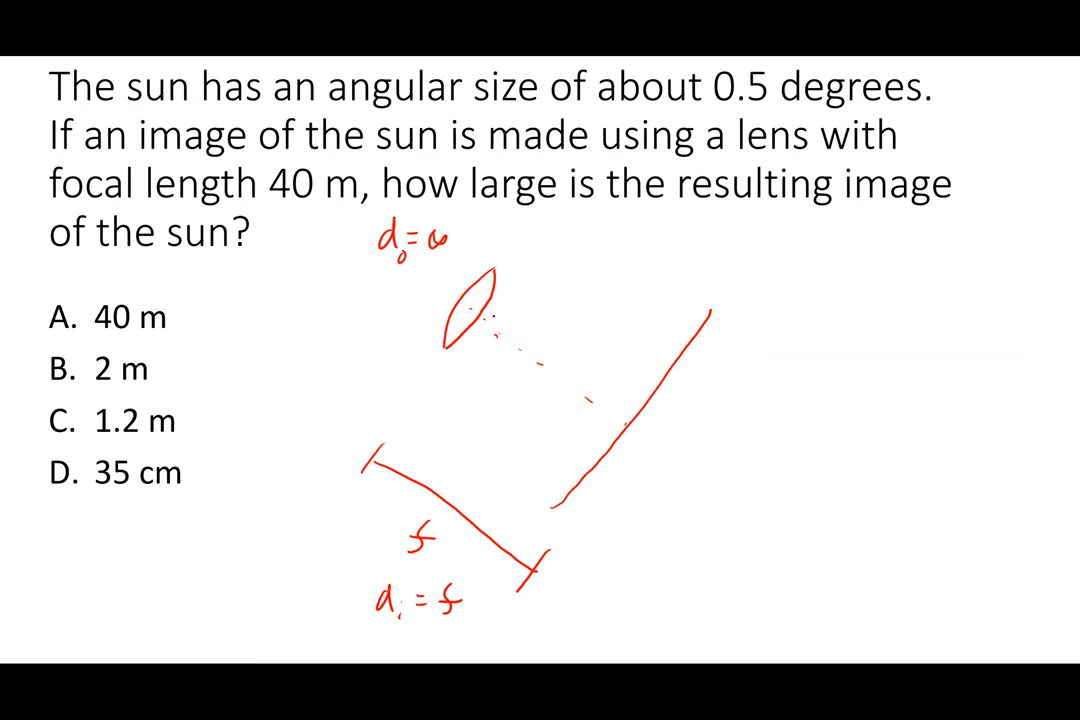 The sun has an angular size of about 0.5 degrees.
If an image of the sun is made using a lens with
focal length 40 m, how large is the resulting image
of the sun?
d₀ = ∞
A. 40 m
B. 2 m
C. 1.2 m
D. 35 cm
f
dᵢ = f